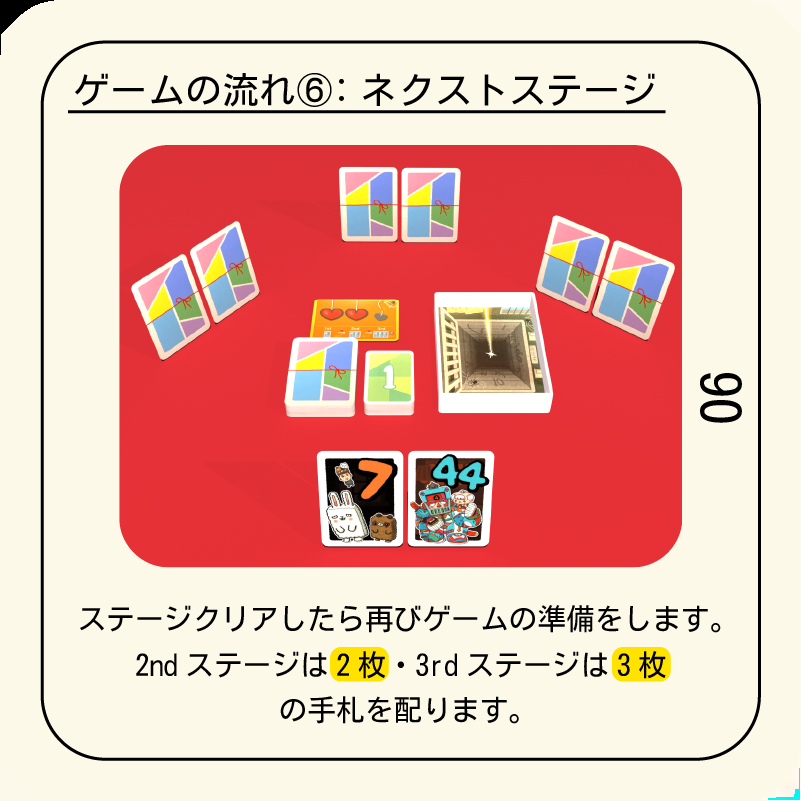 ゲームの流れ⑥：ネクストステージ
1
7
44
06
ステージクリアしたら再びゲームの準備をします。
2nd ステージは 2 枚・3rd ステージは 3 枚
の手札を配ります。